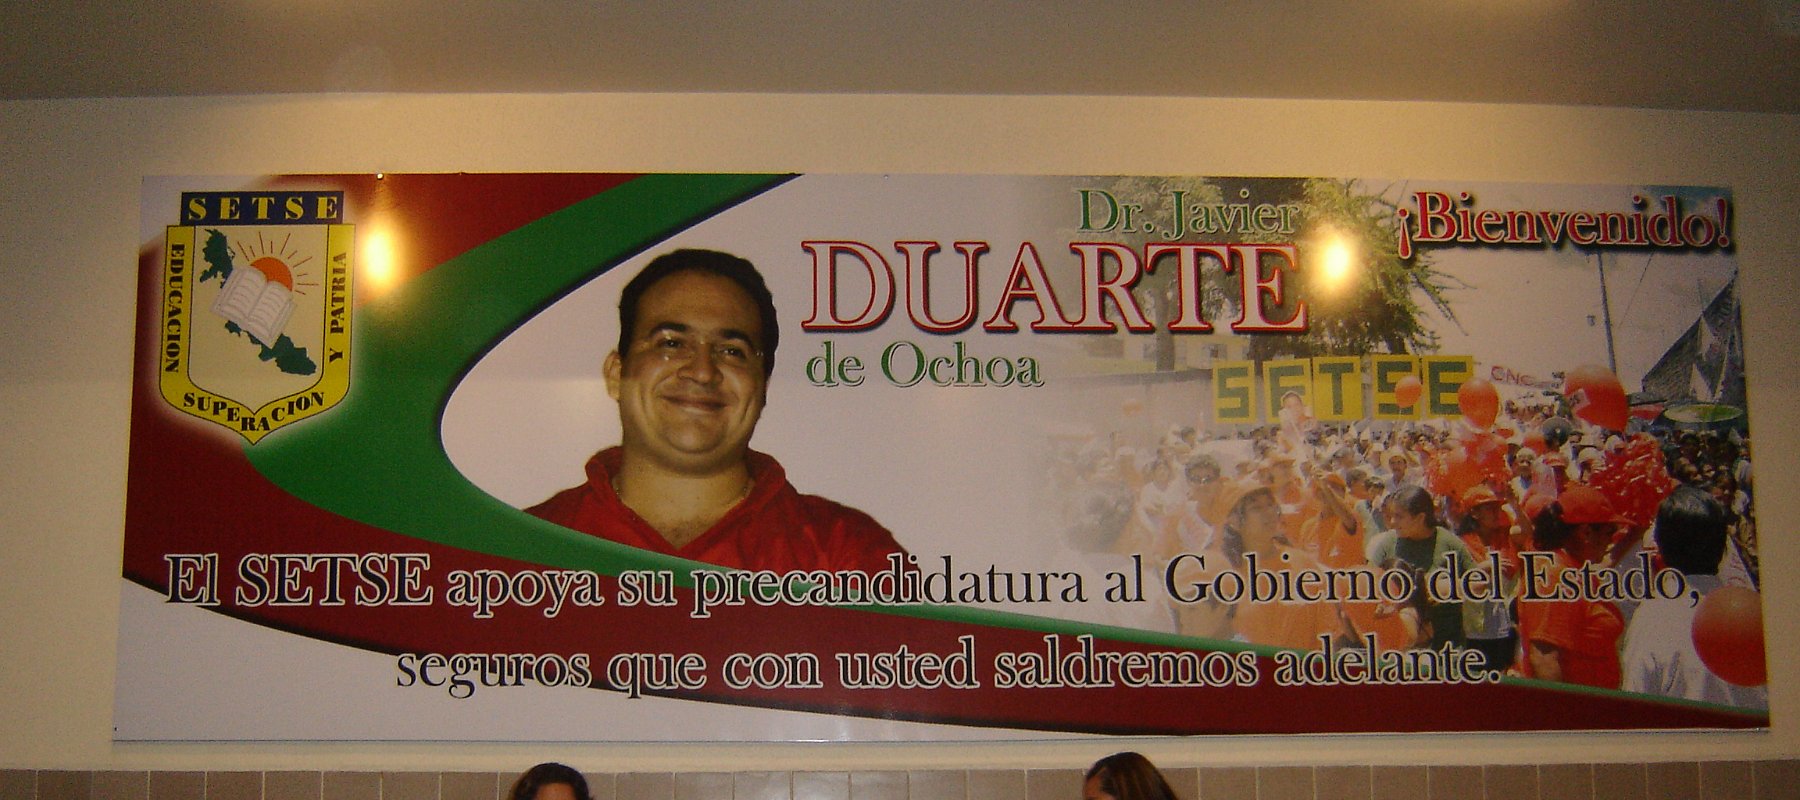 SETSE
EDUCACION
Y PATRIA
SUPERACION
Dr. Javier
DUARTE
de Ochoa
¡Bienvenido!
SETSE
CNC
El SETSE apoya su precandidatura al Gobierno del Estado,
seguros que con usted saldremos adelante.